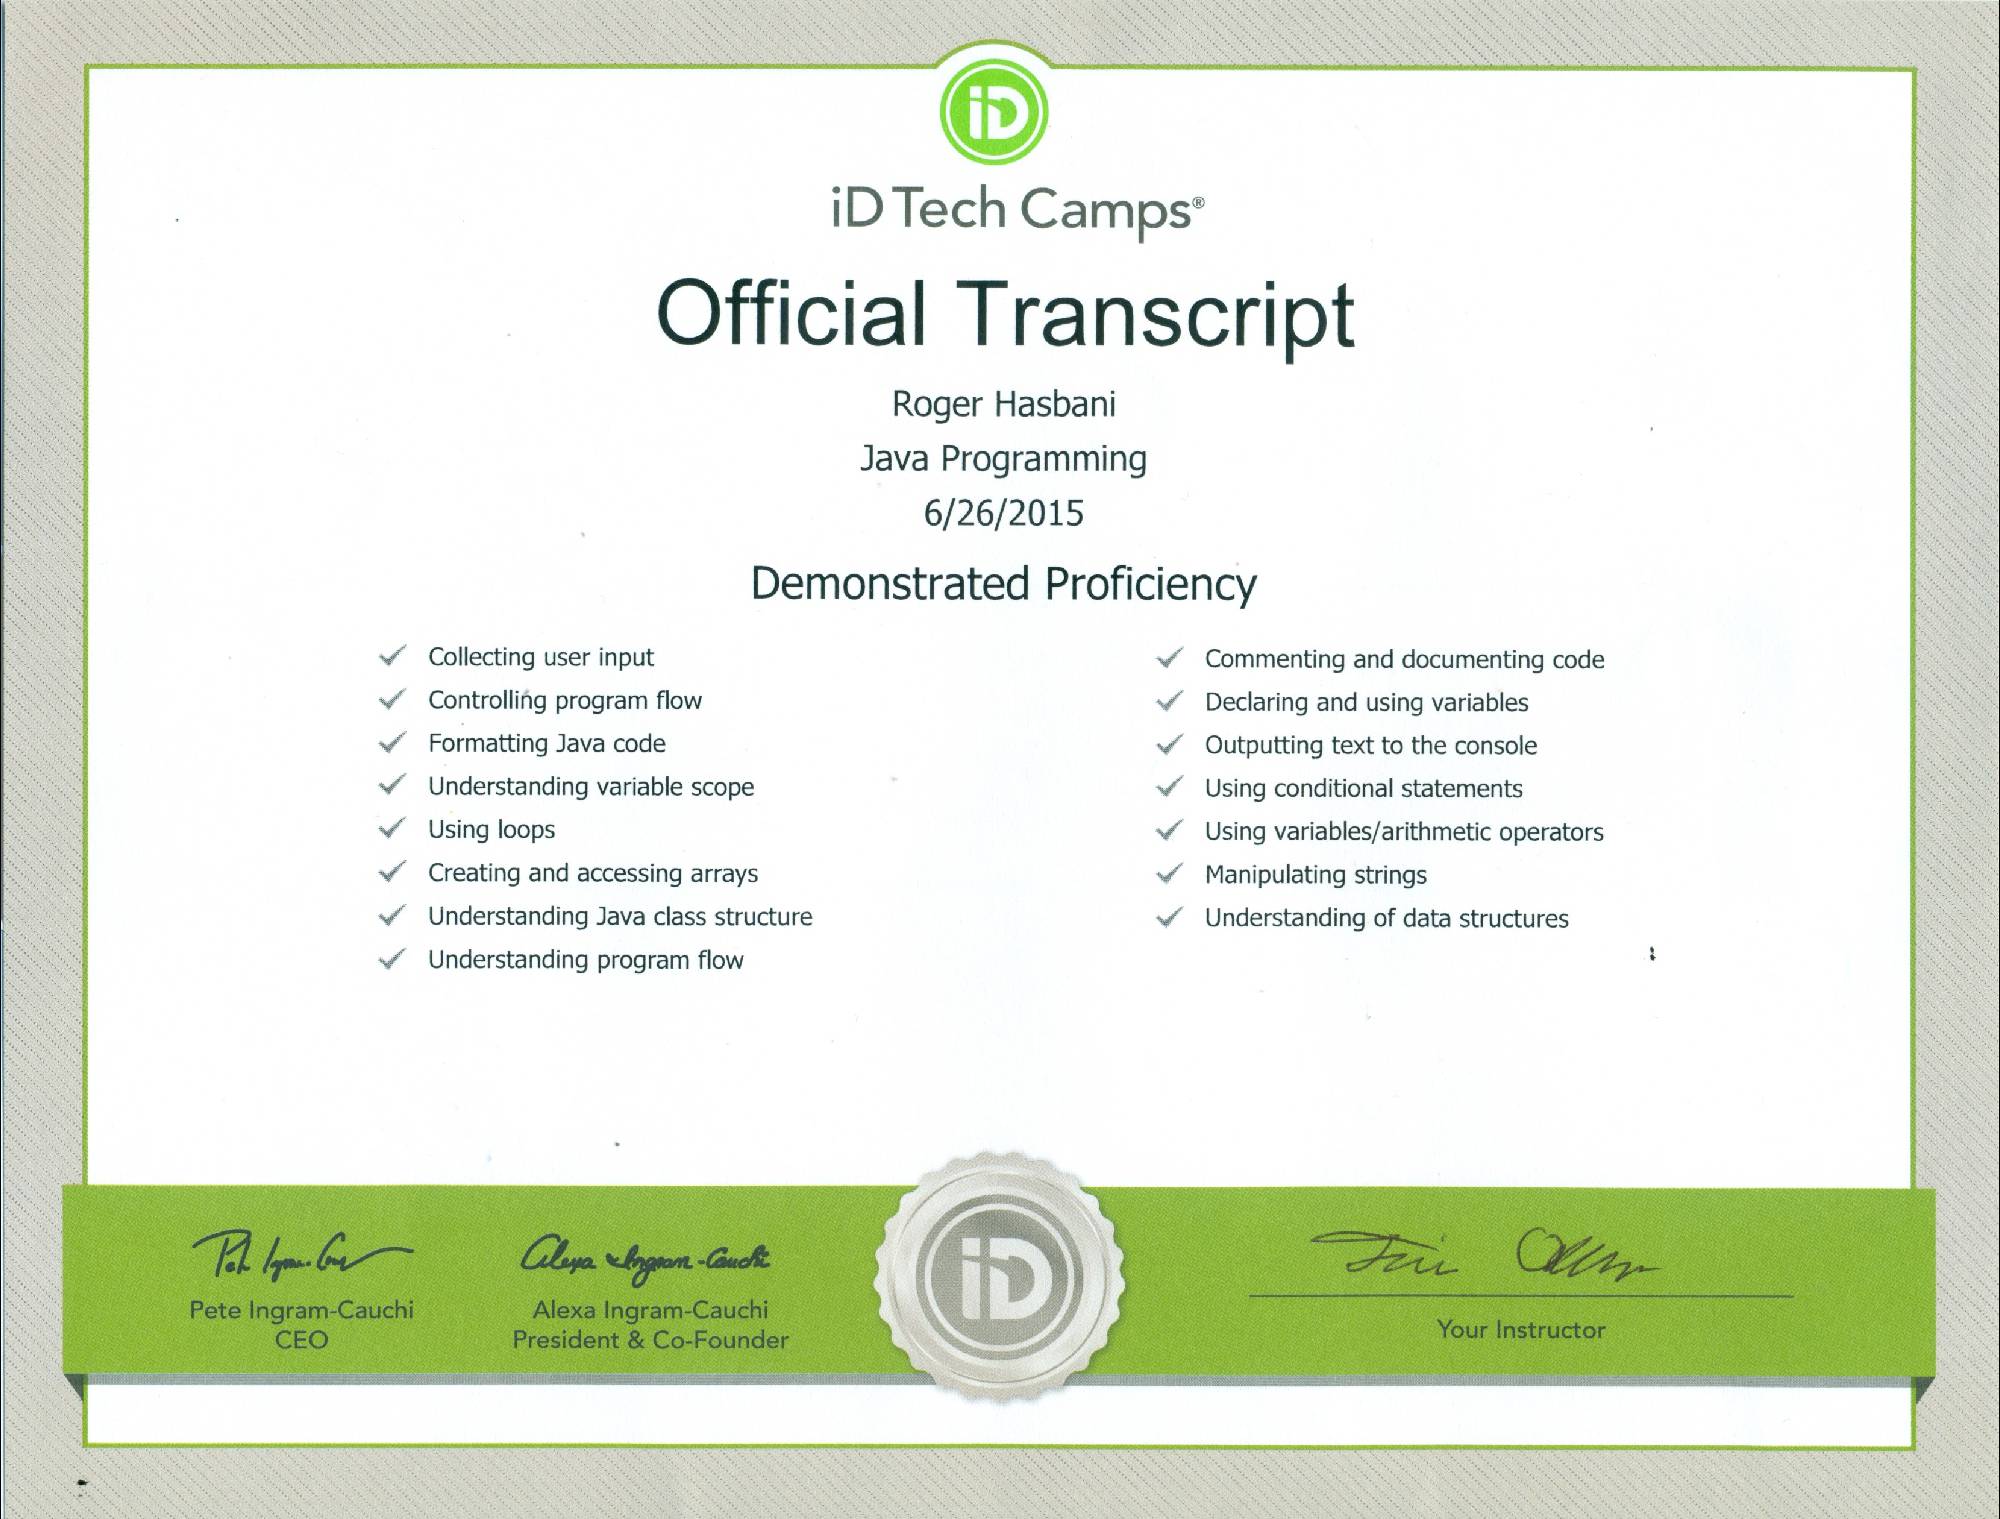 iD
iD Tech Camps®
Official Transcript
Roger Hasbani
Java Programming
6/26/2015
Demonstrated Proficiency
Collecting user input
Controlling program flow
Formatting Java code
Understanding variable scope
Using loops
Creating and accessing arrays
Understanding Java class structure
Understanding program flow
Commenting and documenting code
Declaring and using variables
Outputting text to the console
Using conditional statements
Using variables/arithmetic operators
Manipulating strings
Understanding of data structures
Alexa Ingram-Cauchi
Pete Ingram-Cauchi
CEO
Alexa Ingram-Cauchi
President & Co-Founder
iD
Your Instructor